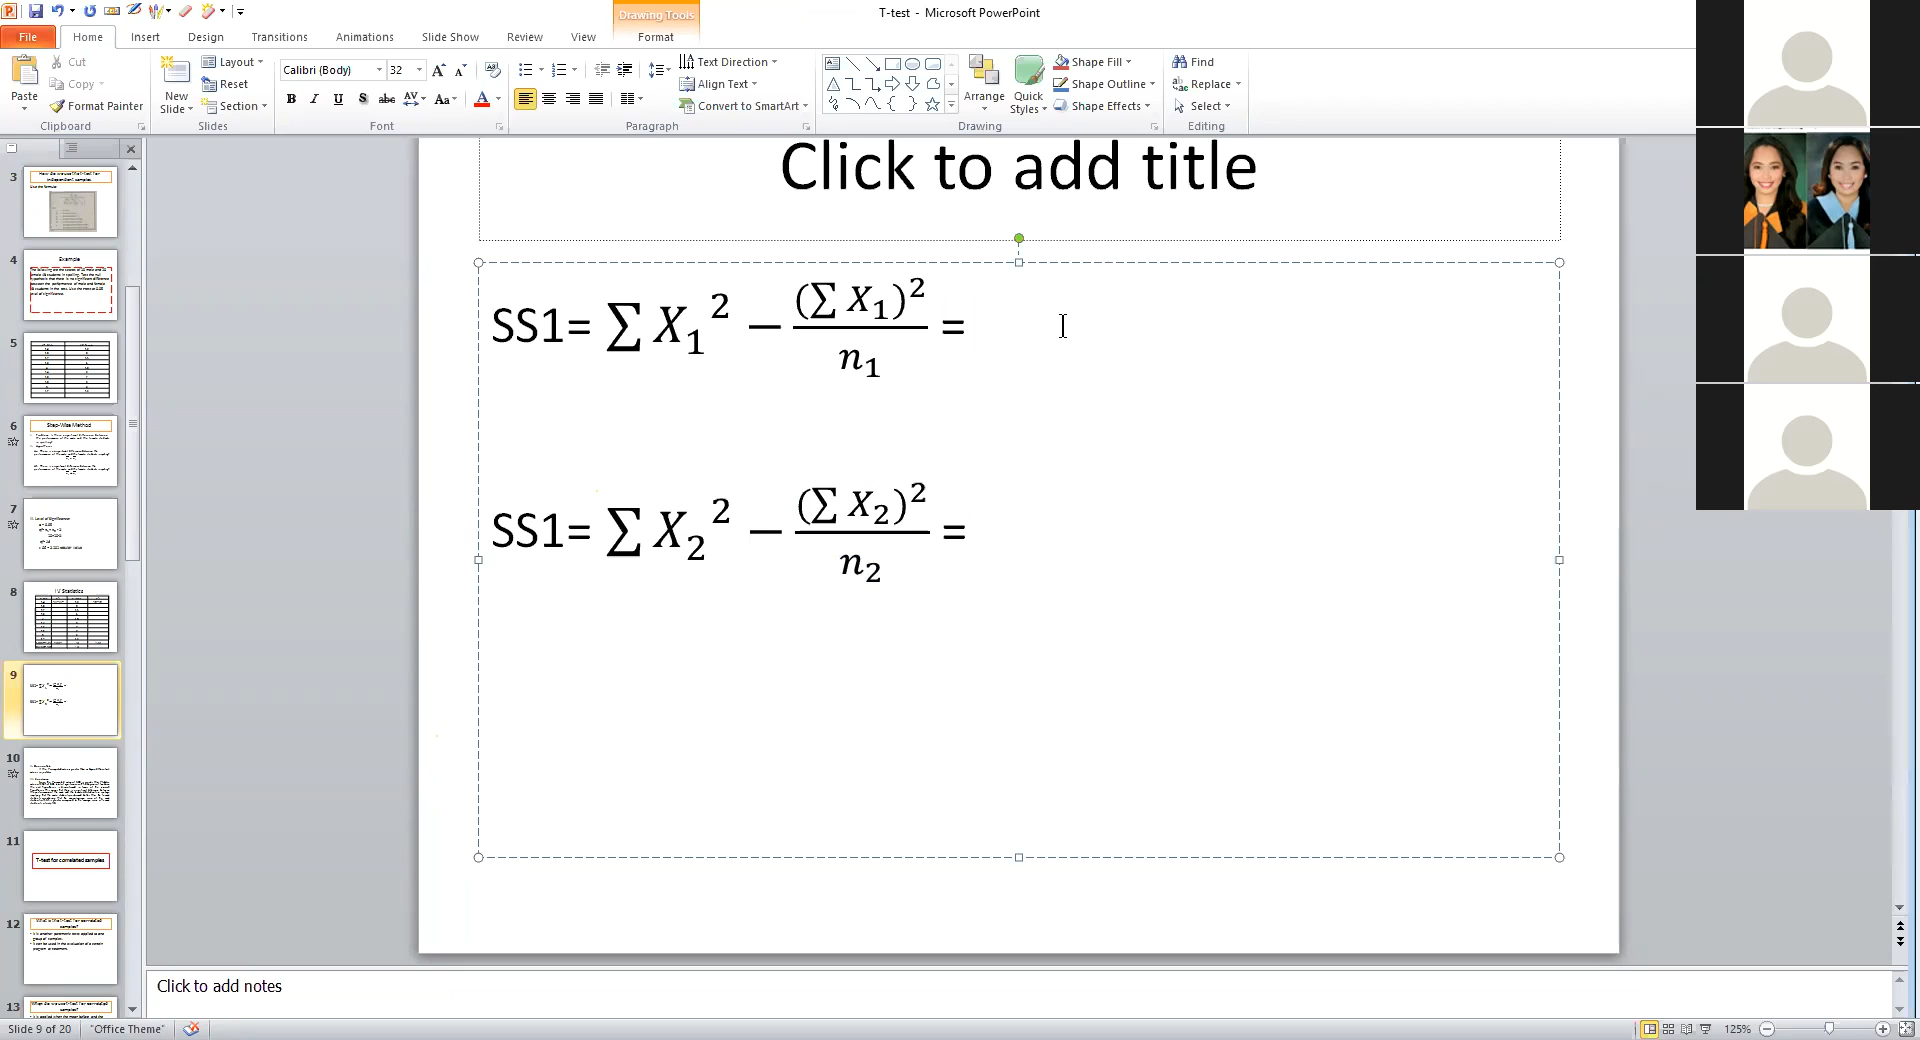 T-test - Microsoft PowerPoint
Drawing Tools
File Home Insert Design Transitions Animations Slide Show Review View Format
Paste
Cut
Copy
Format Painter
Clipboard
New Slide
Layout
Reset
Section
Slides
Calibri (Body) 32
B I U S abc AV Aa A
Font
Text Direction
Align Text
Convert to SmartArt
Paragraph
Arrange
Quick Styles
Shape Fill
Shape Outline
Shape Effects
Drawing
Find
Replace
Select
Editing
3
4
Example
5
6
Step-Wise Method
7
8
IV Statistics
9
10
11
T-test for correlated samples
12
13
Click to add title
SS1= ∑ X₁² − (∑ X₁)²/n₁ =
SS1= ∑ X₂² − (∑ X₂)²/n₂ =
Click to add notes
Slide 9 of 20 "Office Theme" 125%